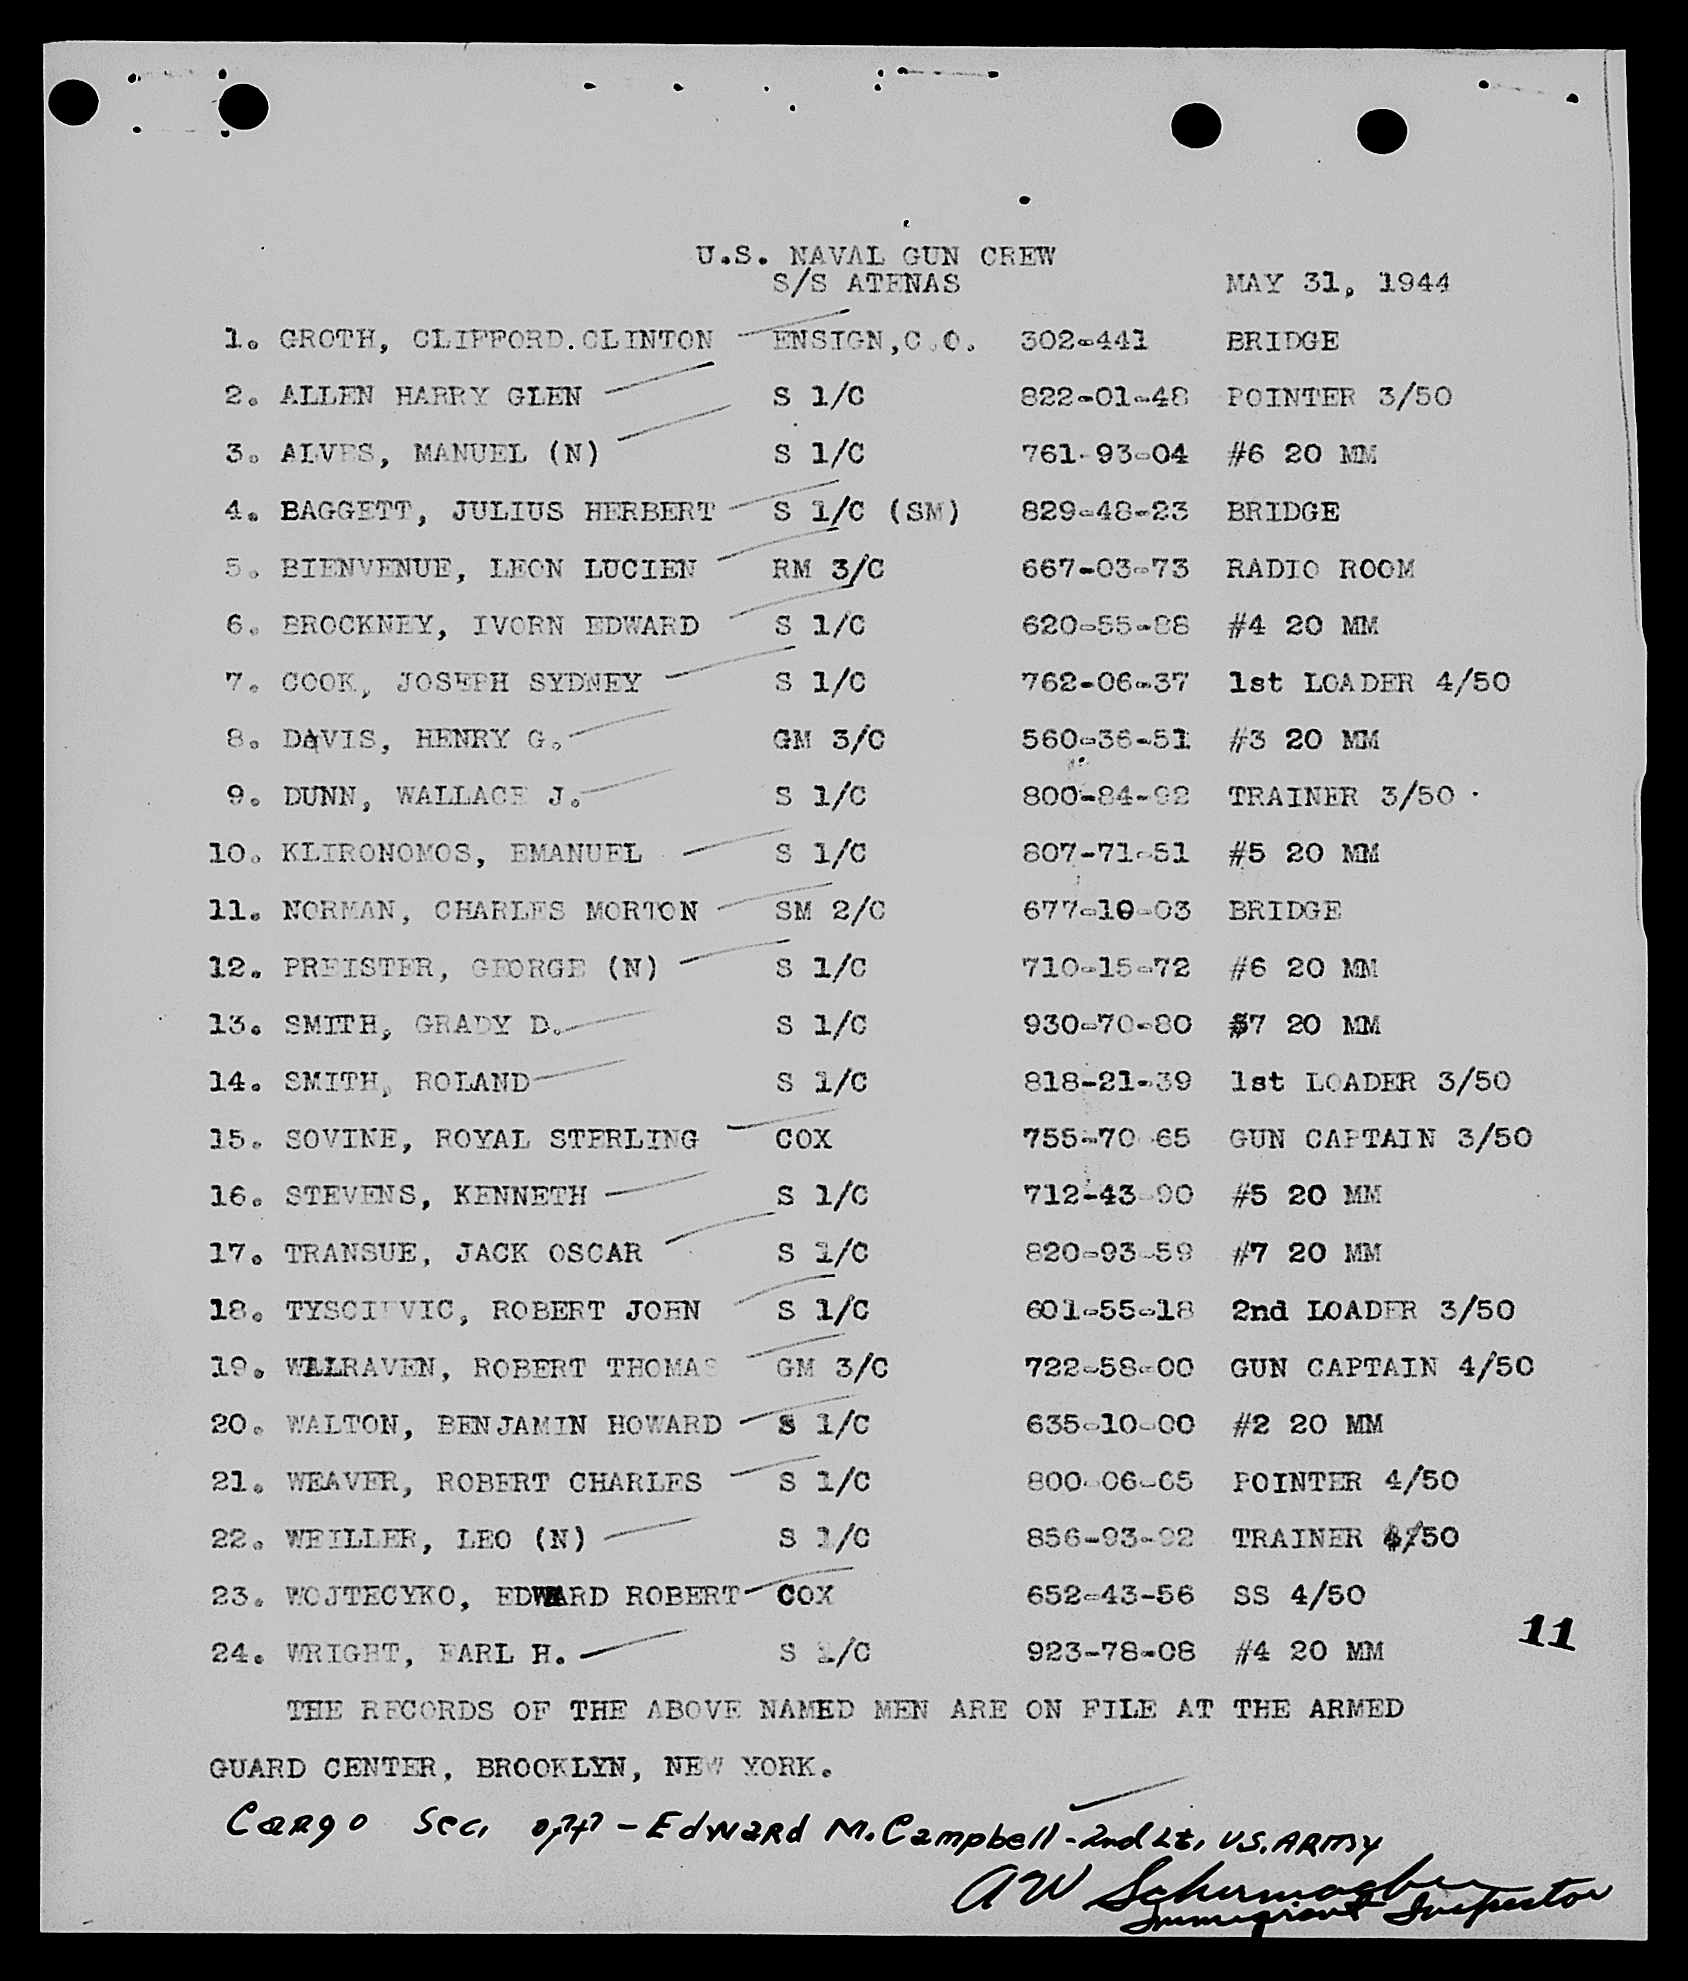 U.S. NAVAL GUN CREW
S/S ATENAS MAY 31, 1944
1. GROTH, CLIFFORD.CLINTON ENSIGN,C.O. 302-441 BRIDGE
2. ALLEN HARRY GLEN S 1/C 822-01-48 POINTER 3/50
3. ALVES, MANUEL (N) S 1/C 761-93-04 #6 20 MM
4. BAGGETT, JULIUS HERBERT S 1/C (SM) 829-48-23 BRIDGE
5. BIENVENUE, LEON LUCIEN RM 3/C 667-03-73 RADIO ROOM
6. BROCKNEY, IVORN EDWARD S 1/C 620-55-88 #4 20 MM
7. COOK, JOSEPH SYDNEY S 1/C 762-06-37 1st LOADER 4/50
8. DAVIS, HENRY G. GM 3/C 560-36-51 #3 20 MM
9. DUNN, WALLACE J. S 1/C 800-84-92 TRAINER 3/50
10. KLIRONOMOS, EMANUEL S 1/C 807-71-51 #5 20 MM
11. NORMAN, CHARLES MORTON SM 2/C 677-10-03 BRIDGE
12. PREISTER, GEORGE (N) S 1/C 710-15-72 #6 20 MM
13. SMITH, GRADY D. S 1/C 930-70-80 #7 20 MM
14. SMITH, ROLAND S 1/C 818-21-39 1st LOADER 3/50
15. SOVINE, ROYAL STERLING COX 755-70-65 GUN CAPTAIN 3/50
16. STEVENS, KENNETH S 1/C 712-43-90 #5 20 MM
17. TRANSUE, JACK OSCAR S 1/C 820-93-59 #7 20 MM
18. TYSCIEVIC, ROBERT JOHN S 1/C 601-55-18 2nd LOADER 3/50
19. WALRAVEN, ROBERT THOMAS GM 3/C 722-58-00 GUN CAPTAIN 4/50
20. WALTON, BENJAMIN HOWARD S 1/C 635-10-00 #2 20 MM
21. WEAVER, ROBERT CHARLES S 1/C 800-06-65 POINTER 4/50
22. WEILLER, LEO (N) S 1/C 856-93-92 TRAINER 4/50
23. WOJTECYKO, EDWARD ROBERT COX 652-43-56 SS 4/50
24. WRIGHT, EARL H. S 1/C 923-78-08 #4 20 MM
11
THE RECORDS OF THE ABOVE NAMED MEN ARE ON FILE AT THE ARMED
GUARD CENTER, BROOKLYN, NEW YORK.
Cargo Sec. - Edward M. Campbell - 2nd Lt. U.S. ARMY
AW
Immigrant Inspector